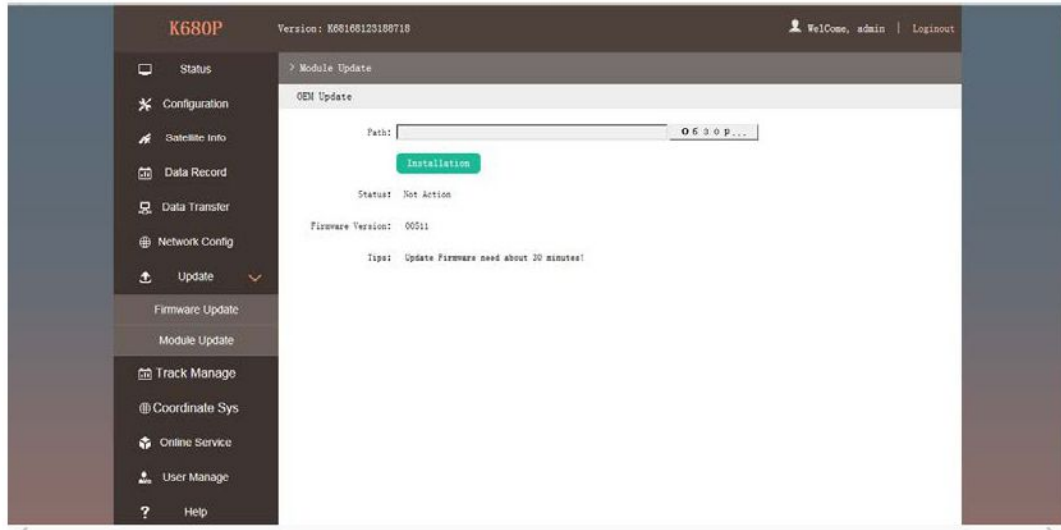 K680P
Version: K68168123188718
WelCome, admin | Loginout
Status
> Module Update
Configuration
OEM Update
Satellite Info
Path:
Data Record
Installation
Data Transfer
Status: Not Action
Network Config
Firmware Version: 00511
Tips: Update Firmware need about 20 minutes!
Update
Firmware Update
Module Update
Track Manage
Coordinate Sys
Online Service
User Manage
? Help